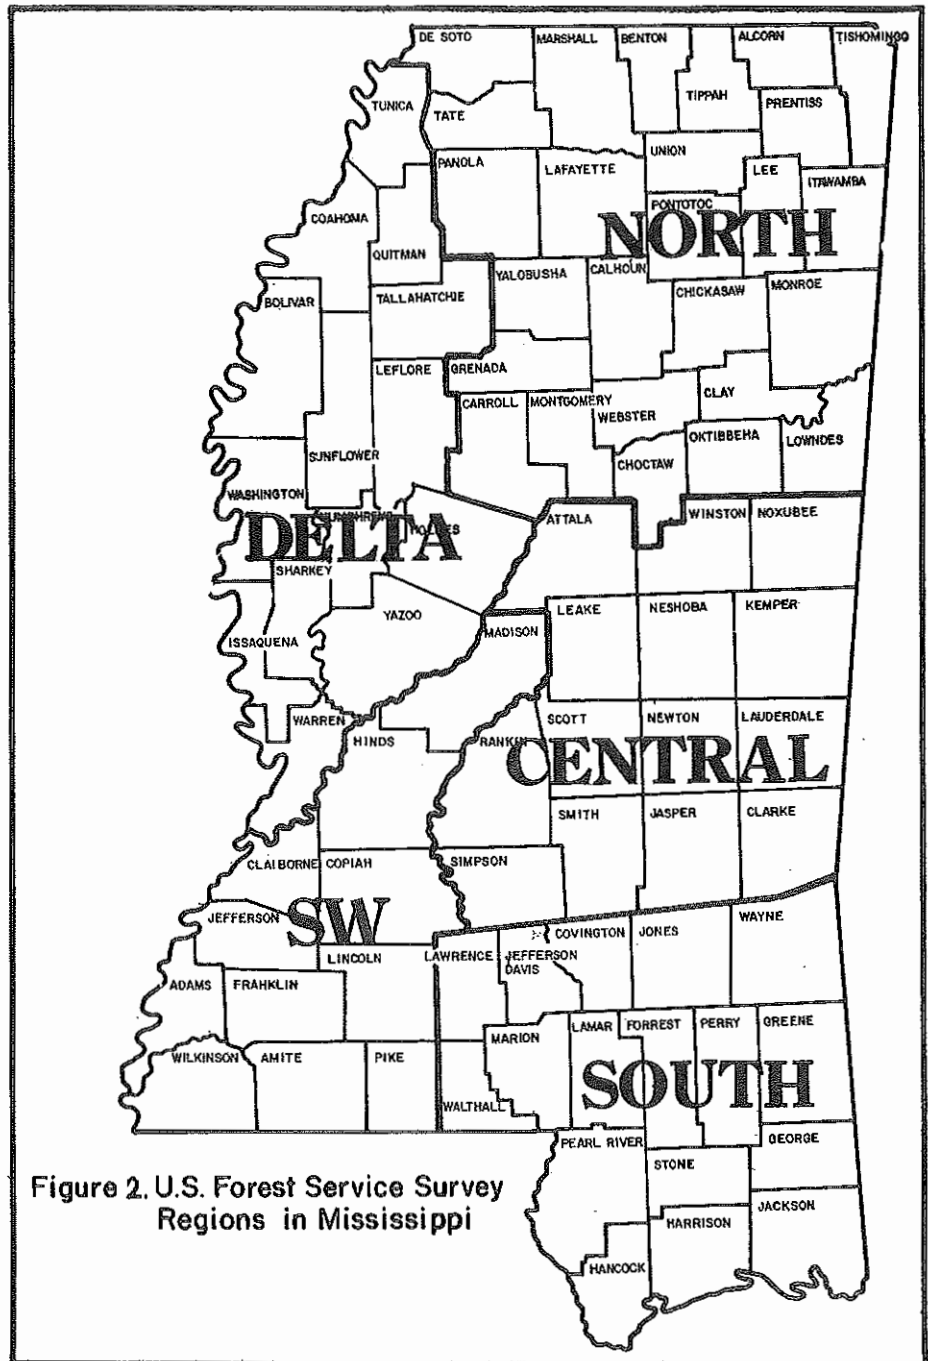 DE SOTO
MARSHALL
BENTON
ALCORN
TISHOMINGO
TUNICA
TATE
TIPPAH
PRENTISS
PANOLA
LAFAYETTE
UNION
LEE
ITAWAMBA
COAHOMA
PONTOTOC
NORTH
QUITMAN
YALOBUSHA
CALHOUN
BOLIVAR
TALLAHATCHIE
CHICKASAW
MONROE
LEFLORE
GRENADA
CARROLL
MONTGOMERY
WEBSTER
CLAY
SUNFLOWER
CHOCTAW
OKTIBBEHA
LOWNDES
WASHINGTON
DELTA
ATTALA
WINSTON
NOXUBEE
SHARKEY
YAZOO
MADISON
LEAKE
NESHOBA
KEMPER
ISSAQUENA
WARREN
HINDS
RANKIN
SCOTT
NEWTON
LAUDERDALE
CENTRAL
SMITH
JASPER
CLARKE
CLAIBORNE
COPIAH
SIMPSON
JEFFERSON
SW
LINCOLN
LAWRENCE
JEFFERSON
DAVIS
COVINGTON
JONES
WAYNE
ADAMS
FRAHKLIN
WILKINSON
AMITE
PIKE
MARION
LAMAR
FORREST
PERRY
GREENE
SOUTH
WALTHALL
PEARL RIVER
GEORGE
STONE
HARRISON
JACKSON
HANCOCK
Figure 2. U.S. Forest Service Survey
Regions in Mississippi